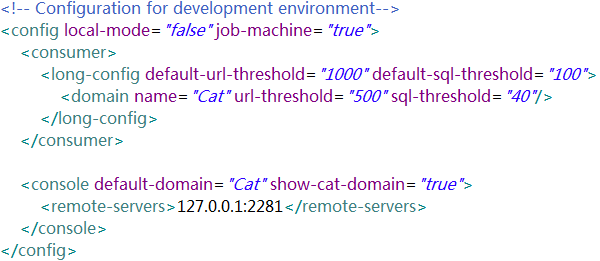 <!-- Configuration for development environment-->
<config local-mode="false" job-machine="true">
<consumer>
<long-config default-url-threshold="1000" default-sql-threshold="100">
<domain name="Cat" url-threshold="500" sql-threshold="40"/>
</long-config>
</consumer>
<console default-domain="Cat" show-cat-domain="true">
<remote-servers>127.0.0.1:2281</remote-servers>
</console>
</config>